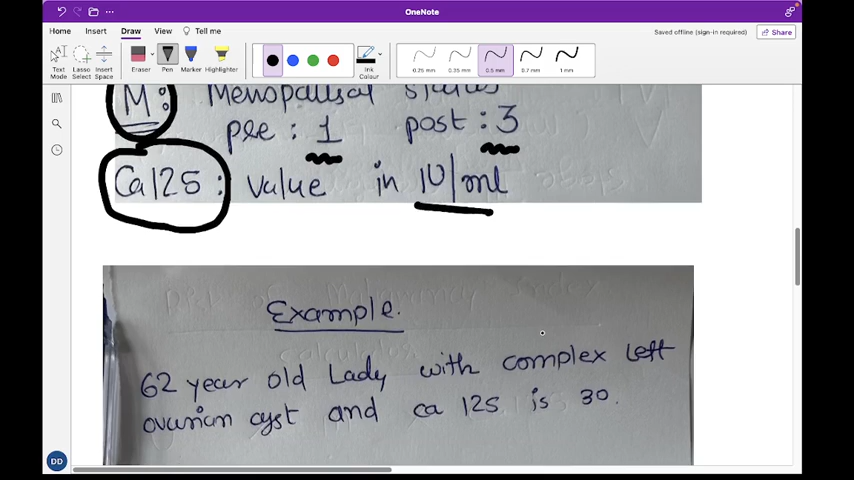 OneNote
Home Insert Draw View Tell me
Saved offline (sign-in required) Share
Text Mode
Lasso Select
Insert Space
Eraser
Pen
Marker
Highlighter
Ink Colour
0.25 mm 0.35 mm 0.5 mm 0.7 mm 1 mm
M: Menopausal status
pre : 1 post : 3
Ca125 : value in IU/ml
Example.
62 year old Lady with complex Left
ovarian cyst and ca 125 is 30.
DD